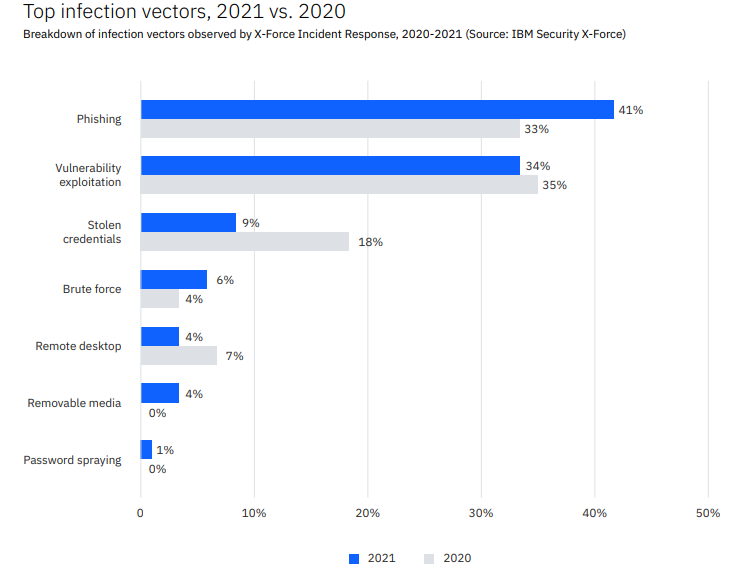 Top infection vectors, 2021 vs. 2020
Breakdown of infection vectors observed by X-Force Incident Response, 2020-2021 (Source: IBM Security X-Force)
Phishing
41%
33%
Vulnerability
exploitation
34%
35%
Stolen
credentials
9%
18%
Brute force
6%
4%
Remote desktop
4%
7%
Removable media
4%
0%
Password spraying
1%
0%
0 10% 20% 30% 40% 50%
2021 2020